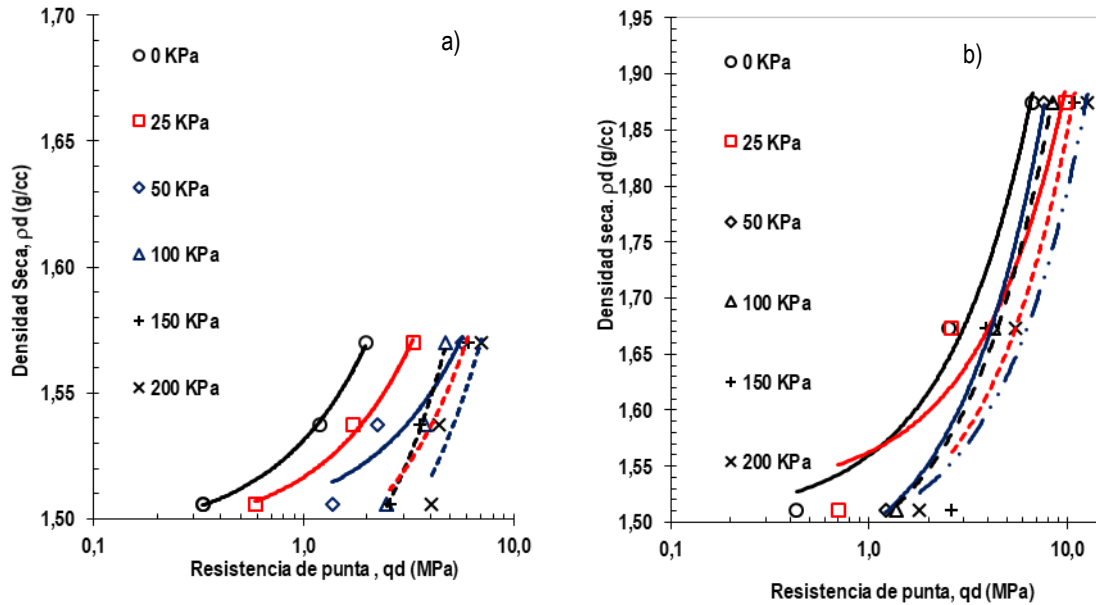 a)
1,70
1,60
1,50
Densidad Seca, ρd (g/cc)
0 KPa
25 KPa
50 KPa
100 KPa
150 KPa
200 KPa
0,1
1,0
10,0
Resistencia de punta , qd (MPa)
b)
1,95
1,90
1,85
1,80
1,75
1,70
1,65
1,60
1,55
1,50
Densidad seca. ρd (g/cc)
0 KPa
25 KPa
50 KPa
100 KPa
150 KPa
200 KPa
0,1
1,0
10,0
Resistencia de punta, qd (MPa)